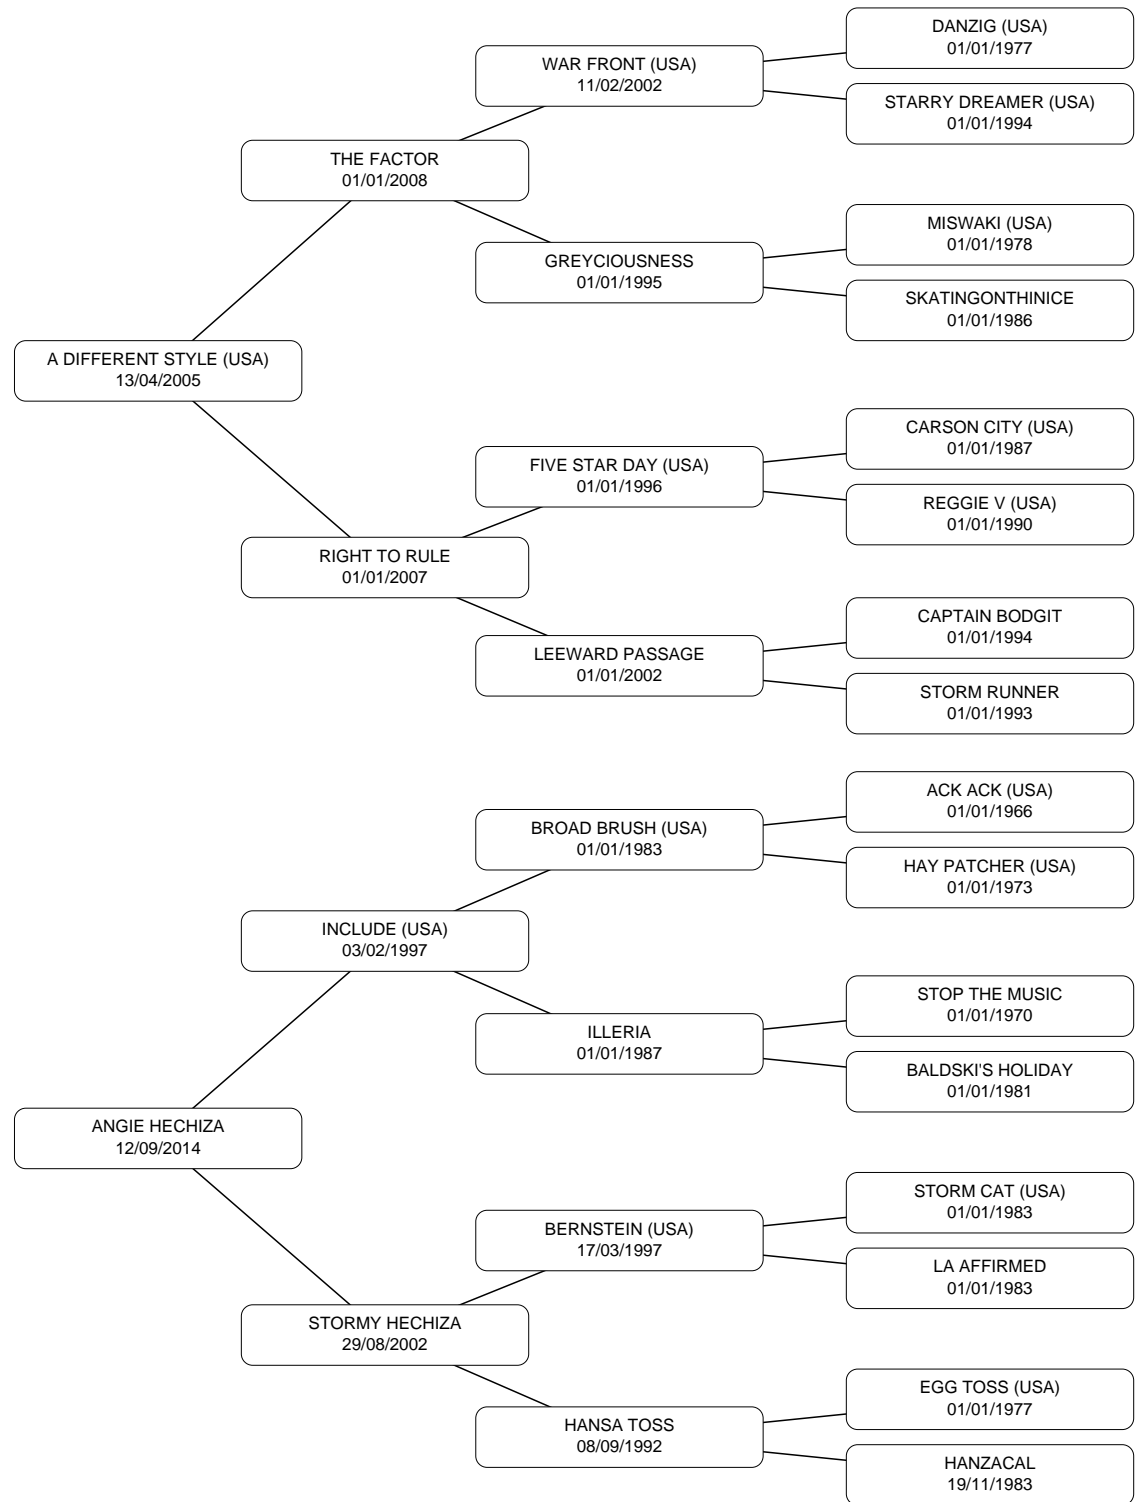 DANZIG (USA)
01/01/1977
WAR FRONT (USA)
11/02/2002
STARRY DREAMER (USA)
01/01/1994
THE FACTOR
01/01/2008
MISWAKI (USA)
01/01/1978
GREYCIOUSNESS
01/01/1995
SKATINGONTHINICE
01/01/1986
A DIFFERENT STYLE (USA)
13/04/2005
CARSON CITY (USA)
01/01/1987
FIVE STAR DAY (USA)
01/01/1996
REGGIE V (USA)
01/01/1990
RIGHT TO RULE
01/01/2007
CAPTAIN BODGIT
01/01/1994
LEEWARD PASSAGE
01/01/2002
STORM RUNNER
01/01/1993
ACK ACK (USA)
01/01/1966
BROAD BRUSH (USA)
01/01/1983
HAY PATCHER (USA)
01/01/1973
INCLUDE (USA)
03/02/1997
STOP THE MUSIC
01/01/1970
ILLERIA
01/01/1987
BALDSKI'S HOLIDAY
01/01/1981
ANGIE HECHIZA
12/09/2014
STORM CAT (USA)
01/01/1983
BERNSTEIN (USA)
17/03/1997
LA AFFIRMED
01/01/1983
STORMY HECHIZA
29/08/2002
EGG TOSS (USA)
01/01/1977
HANSA TOSS
08/09/1992
HANZACAL
19/11/1983